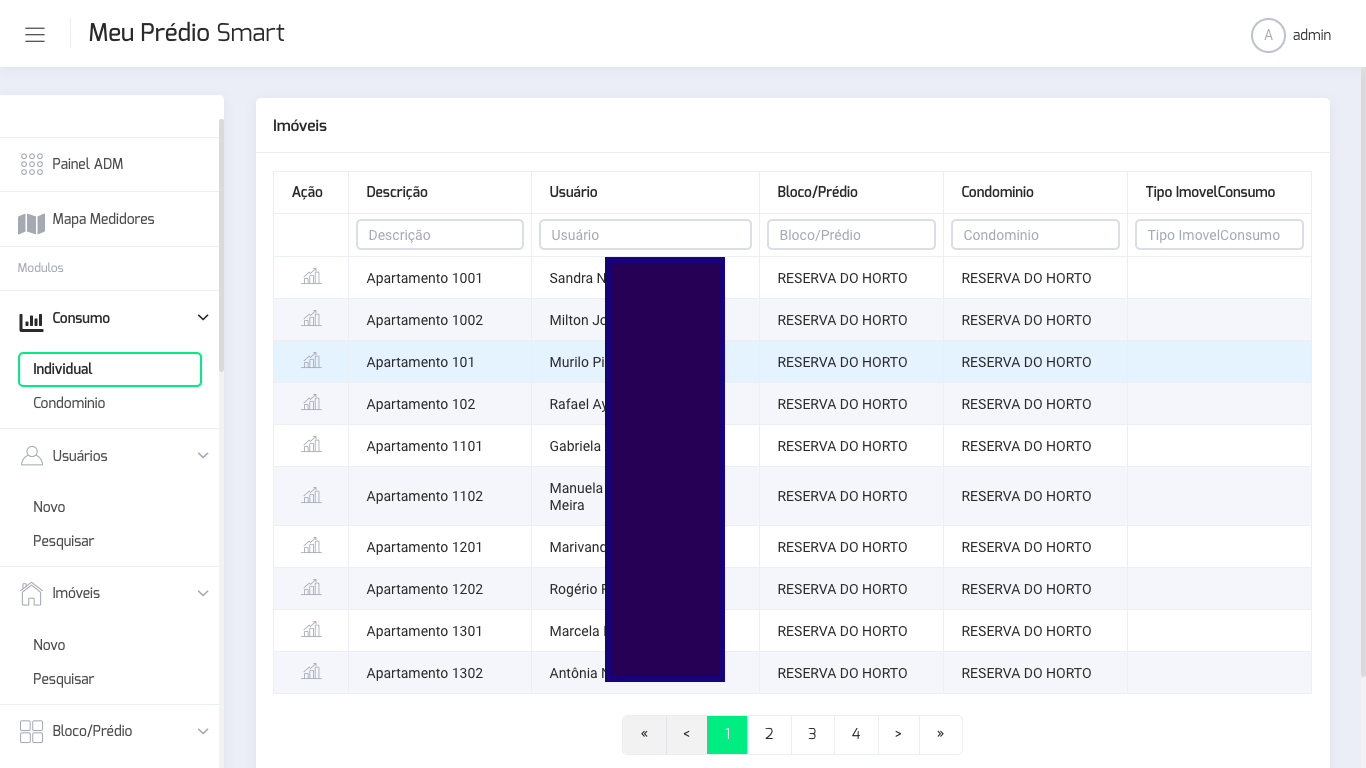 Meu Prédio Smart
A admin
Painel ADM
Mapa Medidores
Modulos
Consumo
Individual
Condominio
Usuários
Novo
Pesquisar
Imóveis
Novo
Pesquisar
Bloco/Prédio
Imóveis
Ação Descrição Usuário Bloco/Prédio Condominio Tipo ImovelConsumo
Descrição Usuário Bloco/Prédio Condominio Tipo ImovelConsumo
Apartamento 1001 Sandra RESERVA DO HORTO RESERVA DO HORTO
Apartamento 1002 Milton RESERVA DO HORTO RESERVA DO HORTO
Apartamento 101 Murilo RESERVA DO HORTO RESERVA DO HORTO
Apartamento 102 Rafael RESERVA DO HORTO RESERVA DO HORTO
Apartamento 1101 Gabriela RESERVA DO HORTO RESERVA DO HORTO
Apartamento 1102 Manuela Meira RESERVA DO HORTO RESERVA DO HORTO
Apartamento 1201 RESERVA DO HORTO RESERVA DO HORTO
Apartamento 1202 Rogério RESERVA DO HORTO RESERVA DO HORTO
Apartamento 1301 Marcela RESERVA DO HORTO RESERVA DO HORTO
Apartamento 1302 Antônia RESERVA DO HORTO RESERVA DO HORTO
« < 1 2 3 4 > »